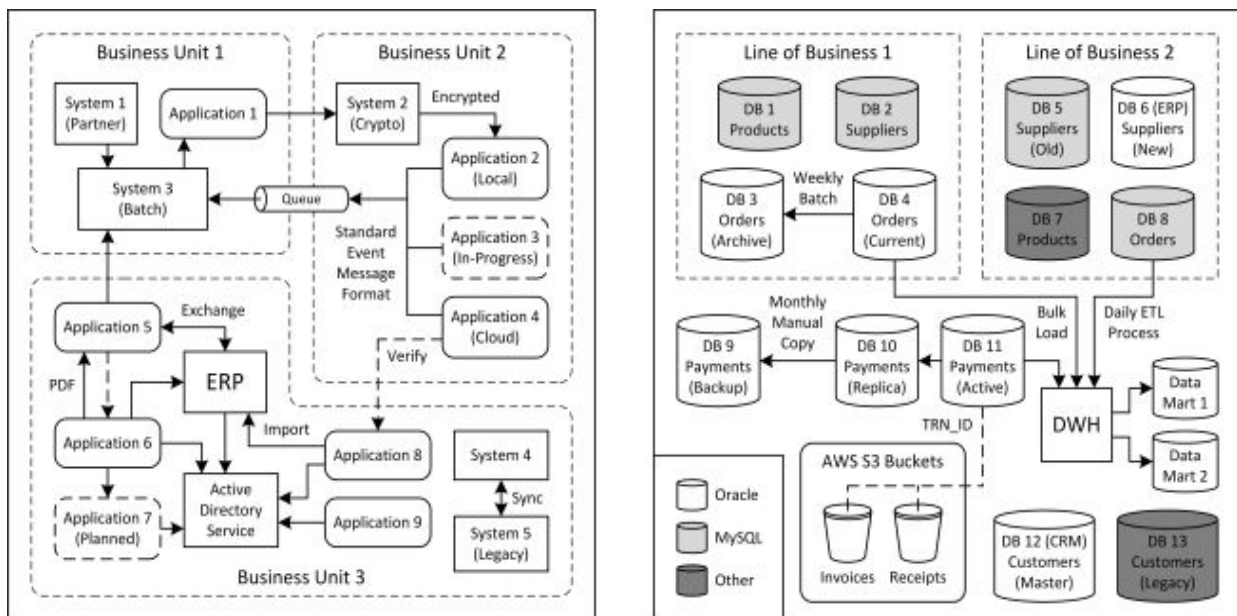 Business Unit 1
Business Unit 2
System 1
(Partner)
Application 1
System 2
(Crypto)
Encrypted
Application 2
(Local)
System 3
(Batch)
Queue
Application 3
(In-Progress)
Standard
Event
Message
Format
Application 4
(Cloud)
Application 5
Exchange
Verify
PDF
ERP
Import
Application 6
Application 8
System 4
Sync
Active
Directory
Service
Application 7
(Planned)
Application 9
System 5
(Legacy)
Business Unit 3
Line of Business 1
Line of Business 2
DB 1
Products
DB 2
Suppliers
DB 5
Suppliers
(Old)
DB 6 (ERP)
Suppliers
(New)
DB 3
Orders
(Archive)
Weekly
Batch
DB 4
Orders
(Current)
DB 7
Products
DB 8
Orders
Monthly
Manual
Copy
Bulk
Load
Daily ETL
Process
DB 9
Payments
(Backup)
DB 10
Payments
(Replica)
DB 11
Payments
(Active)
TRN_ID
DWH
Data
Mart 1
Data
Mart 2
AWS S3 Buckets
Invoices
Receipts
Oracle
MySQL
Other
DB 12 (CRM)
Customers
(Master)
DB 13
Customers
(Legacy)